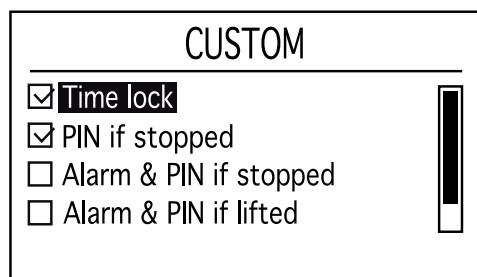 CUSTOM
Time lock
PIN if stopped
Alarm & PIN if stopped
Alarm & PIN if lifted